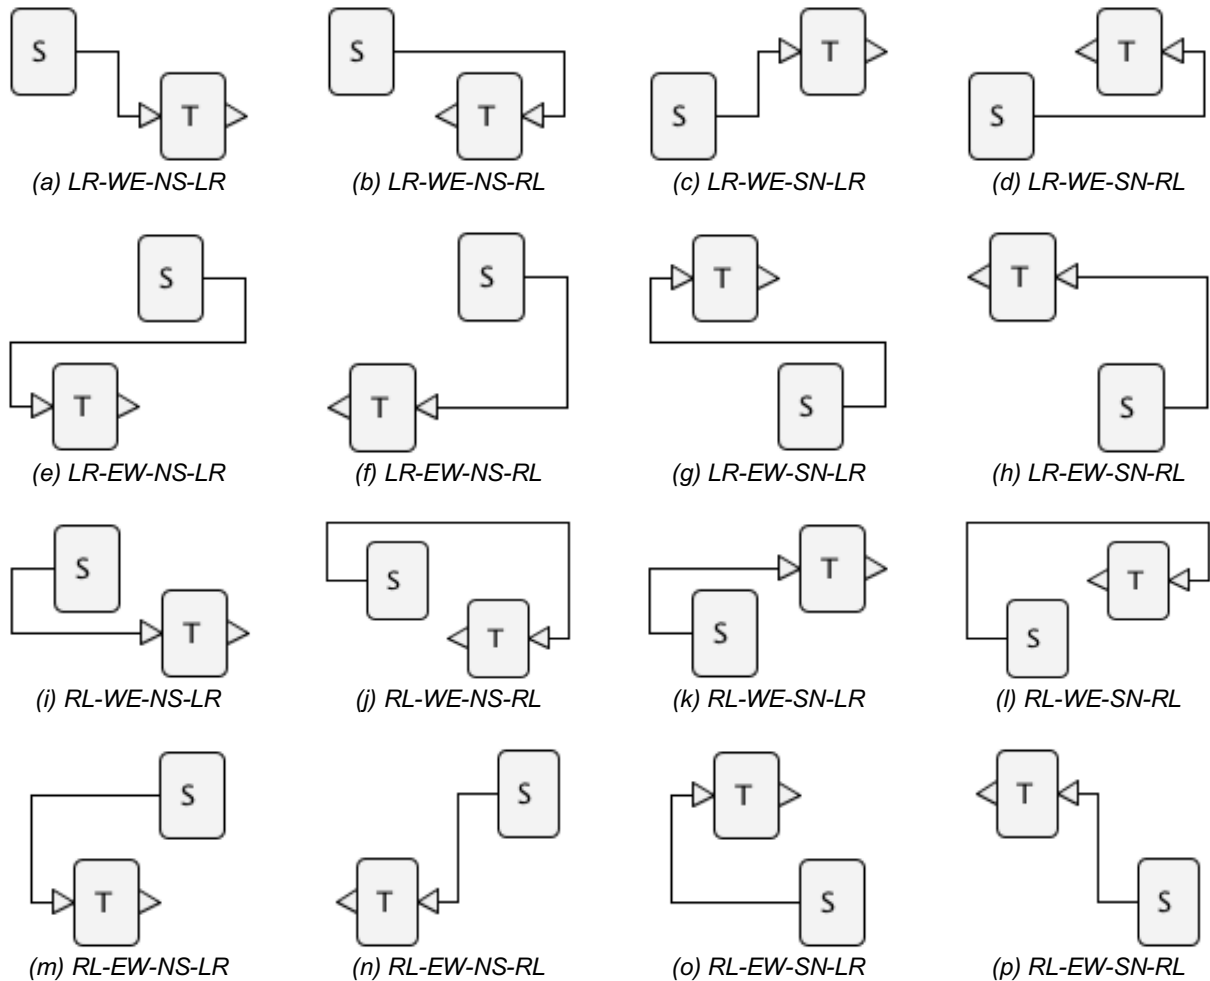 S T
S T
S T
S T
(a) LR-WE-NS-LR
(b) LR-WE-NS-RL
(c) LR-WE-SN-LR
(d) LR-WE-SN-RL
S T
S T
T S
T S
(e) LR-EW-NS-LR
(f) LR-EW-NS-RL
(g) LR-EW-SN-LR
(h) LR-EW-SN-RL
S T
S T
S T
S T
(i) RL-WE-NS-LR
(j) RL-WE-NS-RL
(k) RL-WE-SN-LR
(l) RL-WE-SN-RL
S T
S T
T S
T S
(m) RL-EW-NS-LR
(n) RL-EW-NS-RL
(o) RL-EW-SN-LR
(p) RL-EW-SN-RL